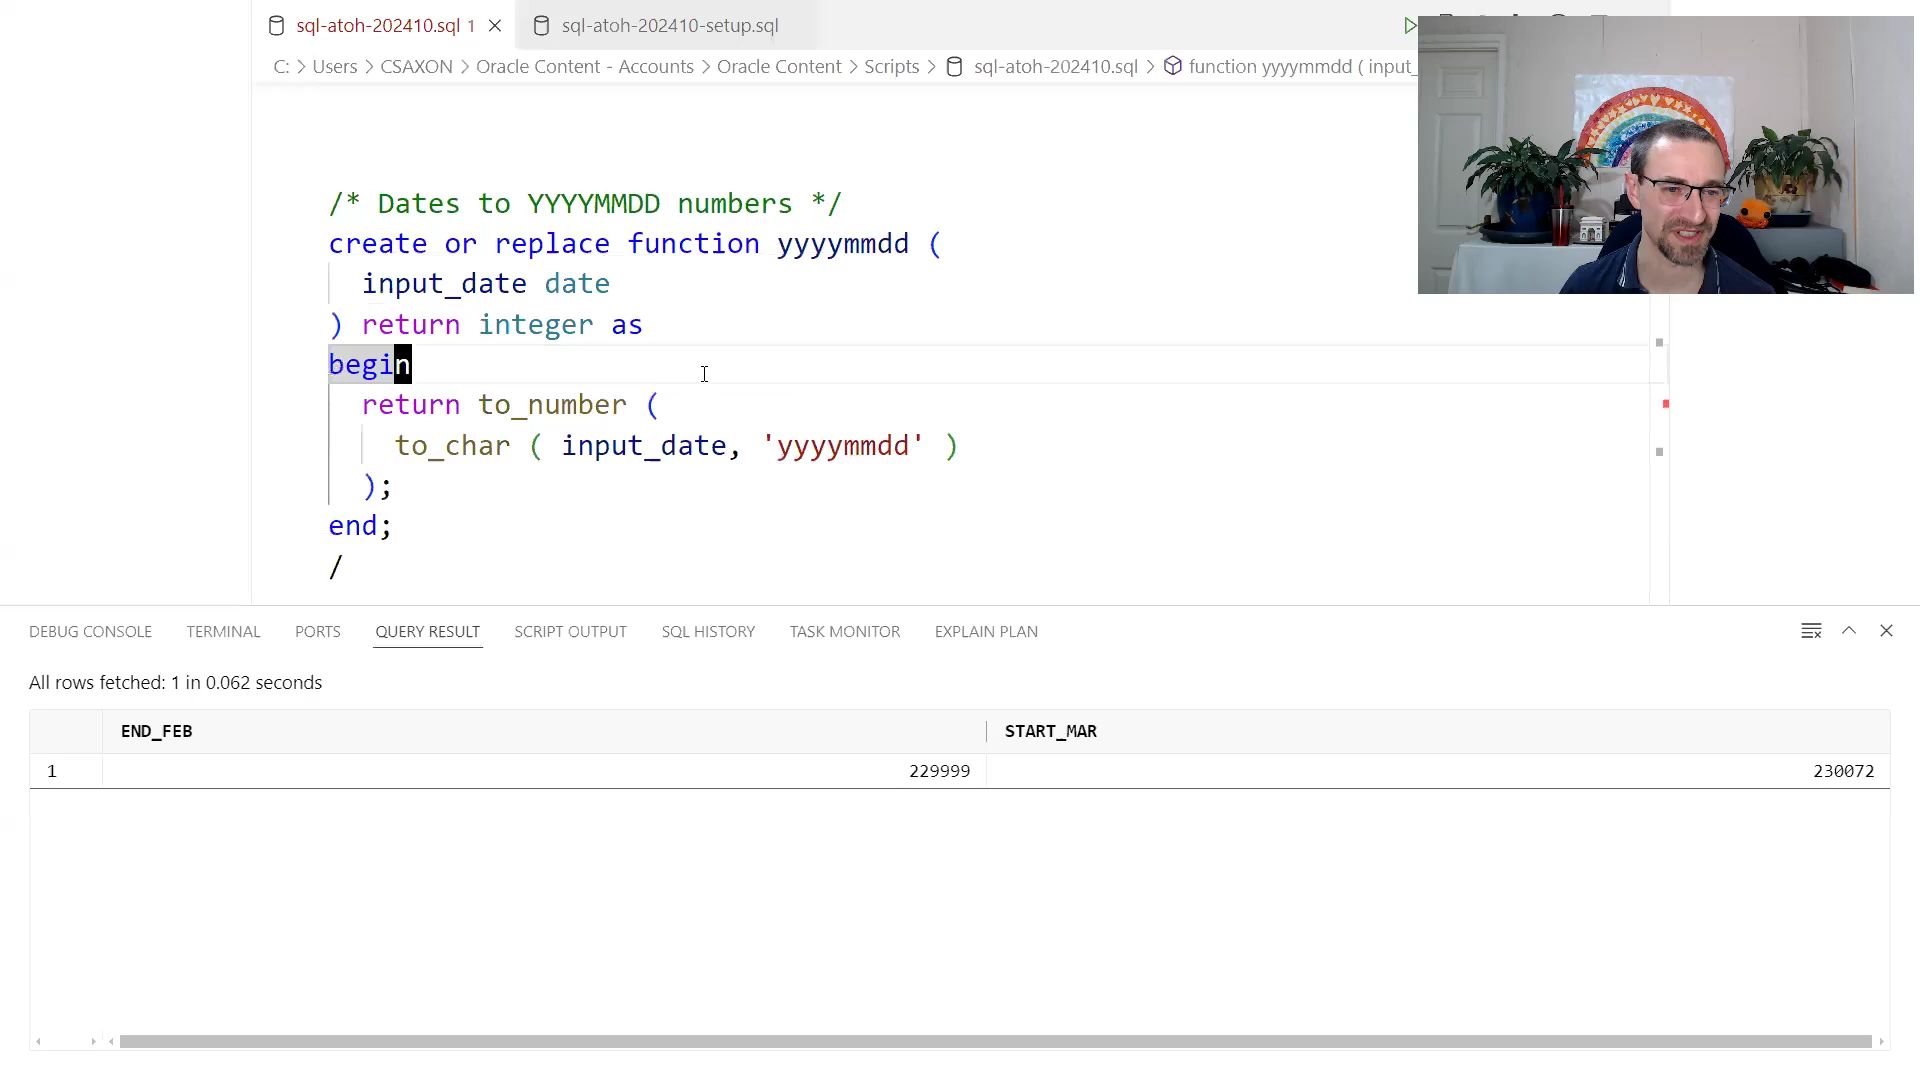 sql-atoh-202410.sql 1
sql-atoh-202410-setup.sql
C: > Users > CSAXON > Oracle Content - Accounts > Oracle Content > Scripts > sql-atoh-202410.sql > function yyyymmdd ( input_
/* Dates to YYYYMMDD numbers */
create or replace function yyyymmdd (
input_date date
) return integer as
begin
return to_number (
to_char ( input_date, 'yyyymmdd' )
);
end;
/
DEBUG CONSOLE TERMINAL PORTS QUERY RESULT SCRIPT OUTPUT SQL HISTORY TASK MONITOR EXPLAIN PLAN
All rows fetched: 1 in 0.062 seconds
END_FEB START_MAR
1 229999 230072